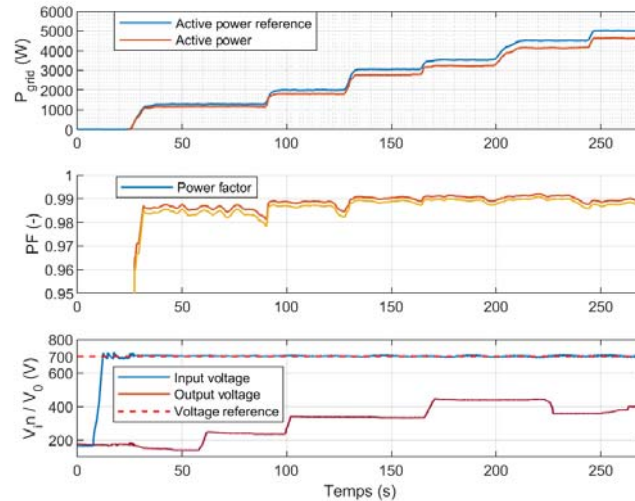 6000
5000
4000
3000
2000
1000
0
P_grid (W)
Active power reference
Active power
0 50 100 150 200 250
1
0.99
0.98
0.97
0.96
0.95
PF (-)
Power factor
0 50 100 150 200 250
800
700
600
400
200
V_in / V_0 (V)
Input voltage
Output voltage
Voltage reference
0 50 100 150 200 250
Temps (s)